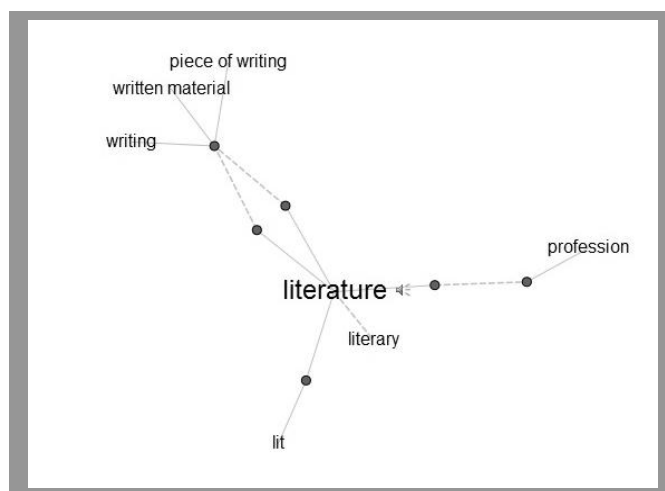 piece of writing
written material
writing
profession
literature
literary
lit